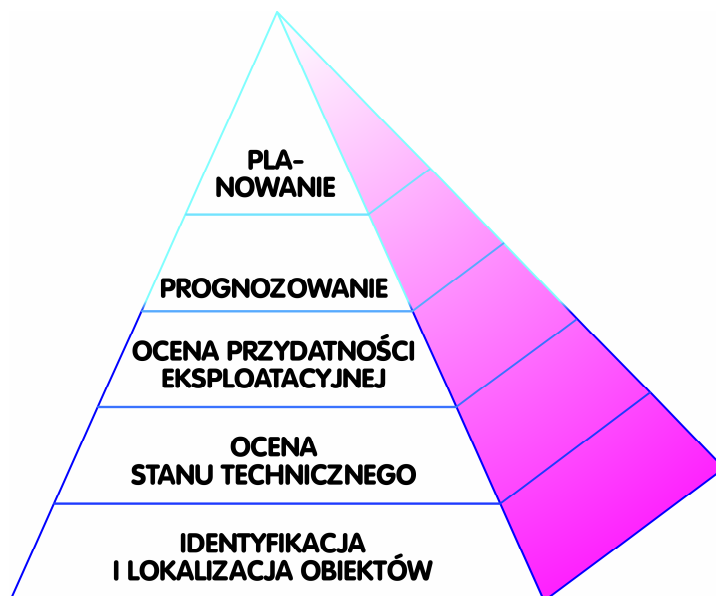 PLA-
NOWANIE
PROGNOZOWANIE
OCENA PRZYDATNOŚCI
EKSPLOATACYJNEJ
OCENA
STANU TECHNICZNEGO
IDENTYFIKACJA
I LOKALIZACJA OBIEKTÓW